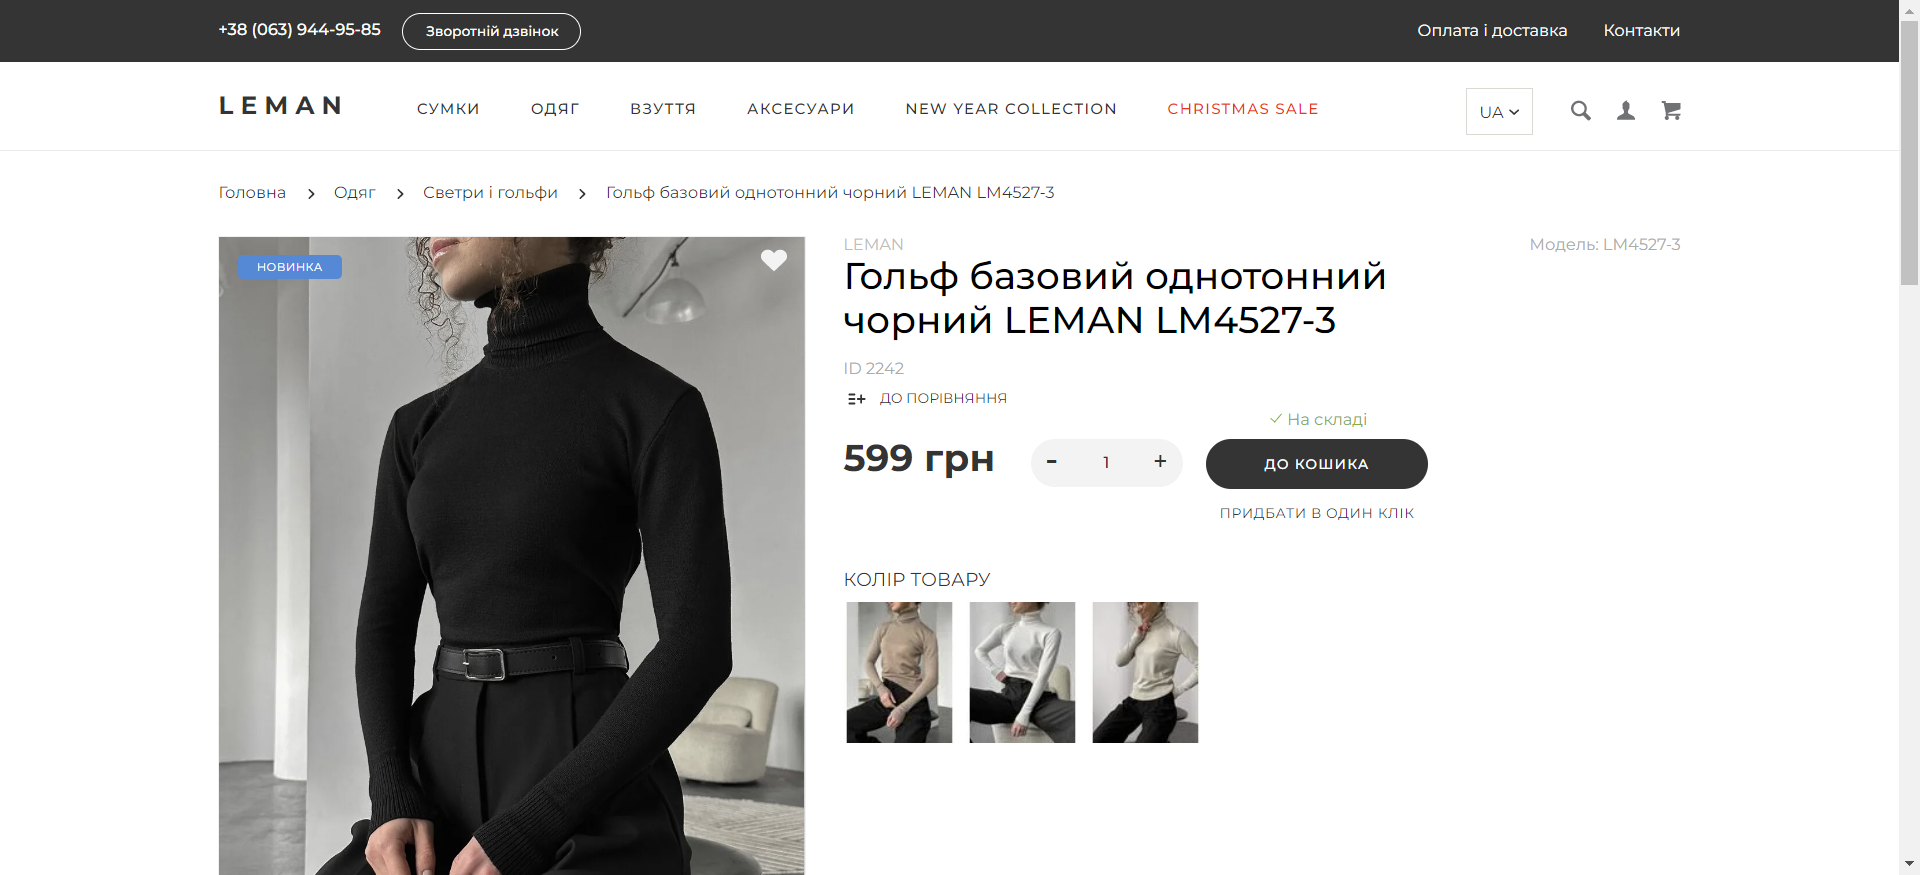 +38 (063) 944-95-85
Зворотній дзвінок
Оплата і доставка
Контакти
LEMAN
СУМКИ
ОДЯГ
ВЗУТТЯ
АКСЕСУАРИ
NEW YEAR COLLECTION
CHRISTMAS SALE
UA
Головна
Одяг
Светри і гольфи
Гольф базовий однотонний чорний LEMAN LM4527-3
НОВИНКА
LEMAN
Модель: LM4527-3
Гольф базовий однотонний
чорний LEMAN LM4527-3
ID 2242
ДО ПОРІВНЯННЯ
На складі
599 грн
- 1 +
ДО КОШИКА
ПРИДБАТИ В ОДИН КЛІК
КОЛІР ТОВАРУ